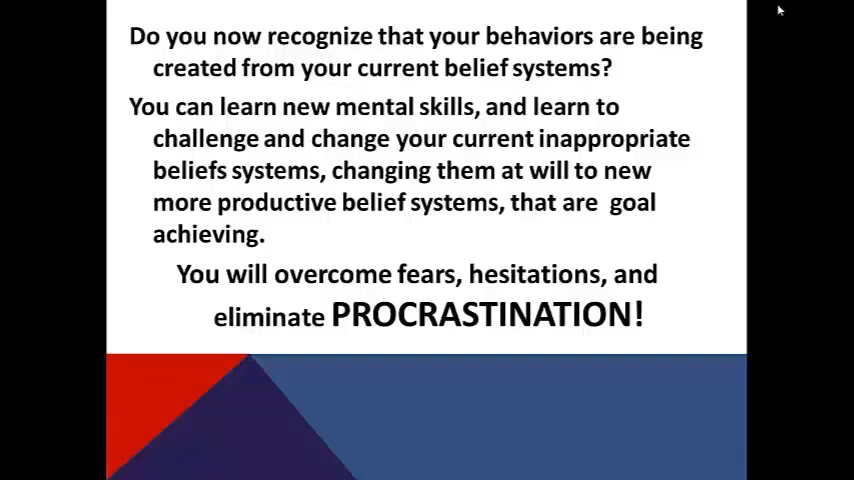 Do you now recognize that your behaviors are being
created from your current belief systems?
You can learn new mental skills, and learn to
challenge and change your current inappropriate
beliefs systems, changing them at will to new
more productive belief systems, that are goal
achieving.
You will overcome fears, hesitations, and
eliminate PROCRASTINATION!